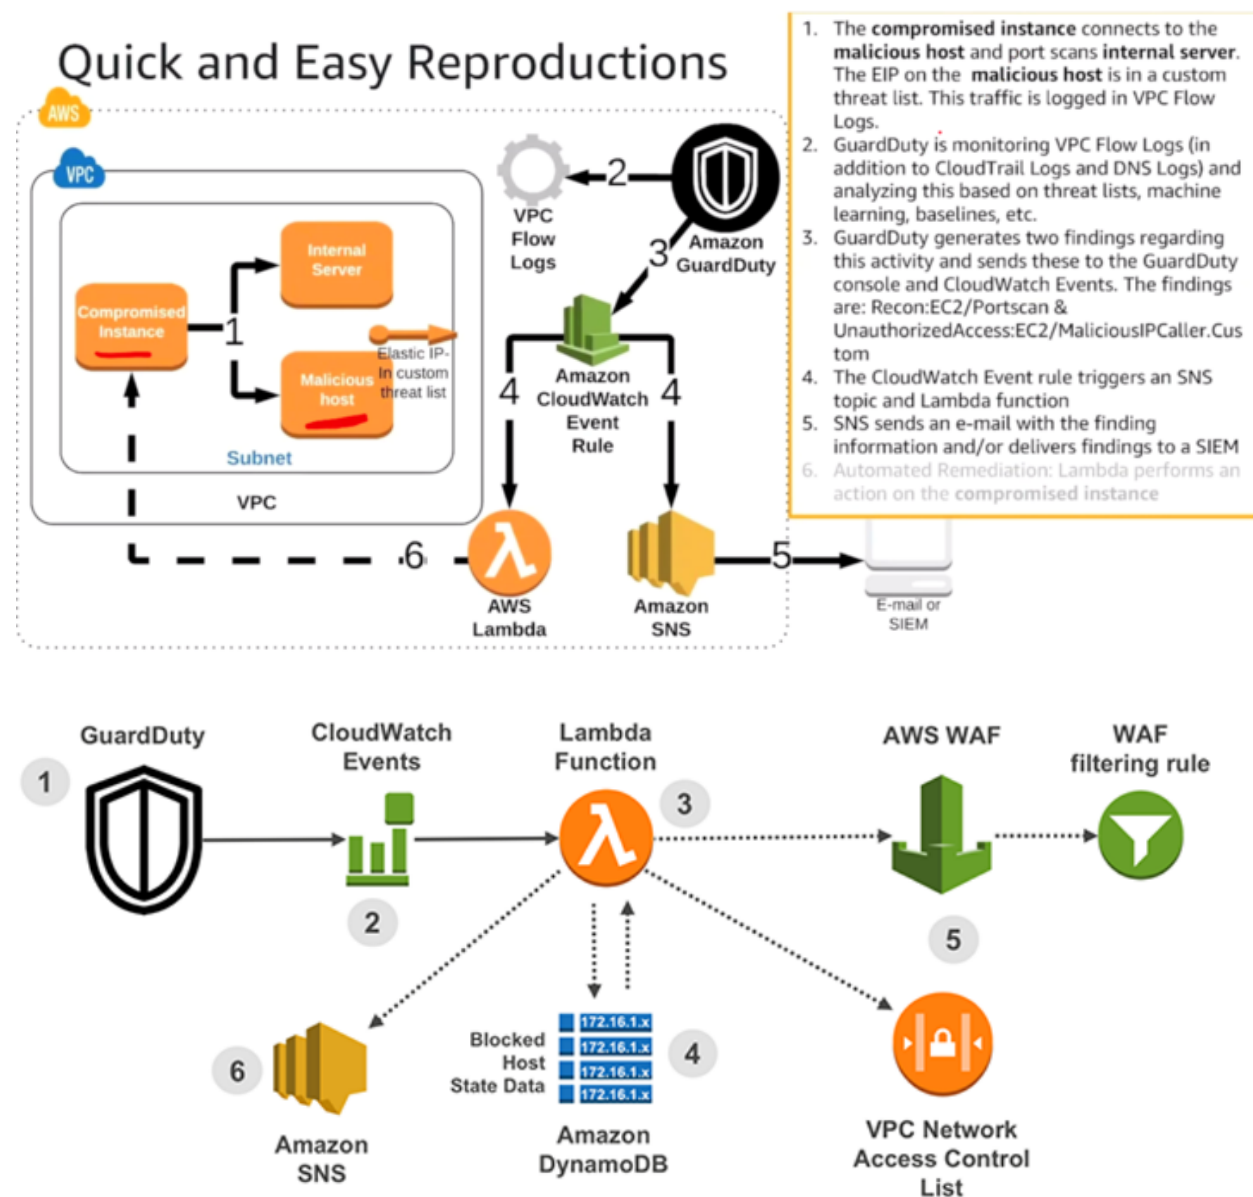 Quick and Easy Reproductions
AWS
VPC
Compromised
Instance
1
Internal
Server
Malicious
host
Elastic IP-
In custom
threat list
Subnet
VPC
VPC
Flow
Logs
2
Amazon
GuardDuty
3
Amazon
CloudWatch
Event
Rule
4
4
6
AWS
Lambda
Amazon
SNS
5
E-mail or
SIEM
1. The compromised instance connects to the
malicious host and port scans internal server.
The EIP on the malicious host is in a custom
threat list. This traffic is logged in VPC Flow
Logs.
2. GuardDuty is monitoring VPC Flow Logs (in
addition to CloudTrail Logs and DNS Logs) and
analyzing this based on threat lists, machine
learning, baselines, etc.
3. GuardDuty generates two findings regarding
this activity and sends these to the GuardDuty
console and CloudWatch Events. The findings
are: Recon:EC2/Portscan &
UnauthorizedAccess:EC2/MaliciousIPCaller.Cus
tom
4. The CloudWatch Event rule triggers an SNS
topic and Lambda function
5. SNS sends an e-mail with the finding
information and/or delivers findings to a SIEM
6. Automated Remediation: Lambda performs an
action on the compromised instance
GuardDuty
1
CloudWatch
Events
2
Lambda
Function
3
AWS WAF
WAF
filtering rule
5
6
Amazon
SNS
Blocked
Host
State Data
172.16.1.x
172.16.1.x
172.16.1.x
172.16.1.x
4
Amazon
DynamoDB
VPC Network
Access Control
List